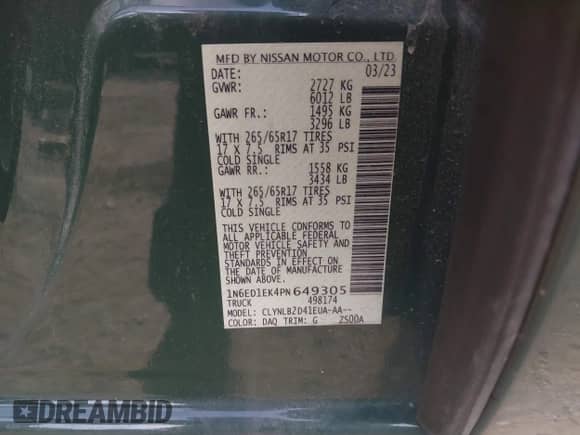 MFD BY NISSAN MOTOR CO., LTD.
DATE: 03/23
GVWR: 2727 KG
6012 LB
GAWR FR.: 1495 KG
3296 LB
WITH 265/65R17 TIRES
17 X 7.5 RIMS AT 35 PSI
COLD SINGLE
GAWR RR.: 1558 KG
3434 LB
WITH 265/65R17 TIRES
17 X 7.5 RIMS AT 35 PSI
COLD SINGLE
THIS VEHICLE CONFORMS TO
ALL APPLICABLE FEDERAL
MOTOR VEHICLE SAFETY AND
THEFT PREVENTION
STANDARDS IN EFFECT ON
THE DATE OF MANUFACTURE
SHOWN ABOVE.
1N6ED1EK4PN649305
TRUCK 498174
MODEL: CLYNLBZD41EUA-AA--
COLOR: DAQ TRIM: G 2500A
DREAMBID